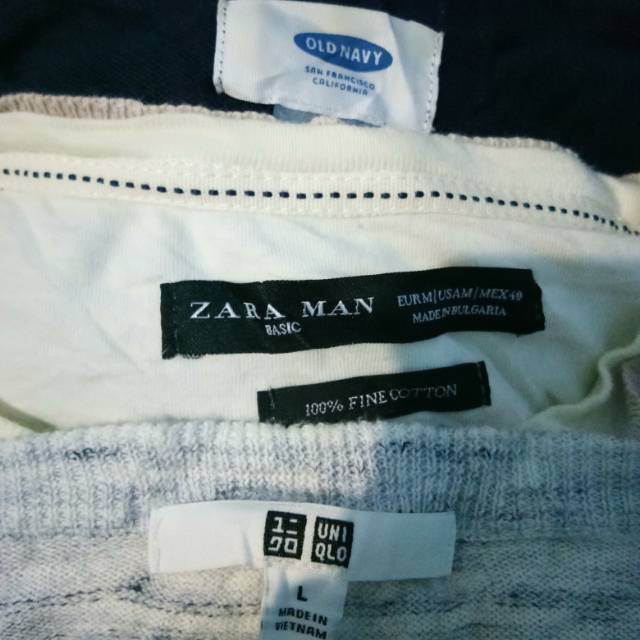 OLD NAVY
SAN FRANCISCO
CALIFORNIA
ZARA MAN
BASIC
EUR M | USA M | MEX 40
MADE IN BULGARIA
100% FINE COTTON
ユニ UNI
クロ QLO
L
MADE IN
VIETNAM